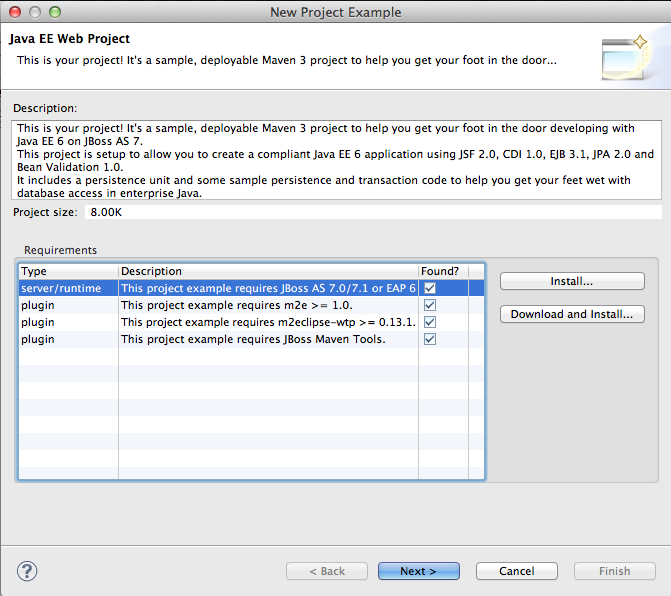 New Project Example
Java EE Web Project
This is your project! It's a sample, deployable Maven 3 project to help you get your foot in the door...
Description:
This is your project! It's a sample, deployable Maven 3 project to help you get your foot in the door developing with
Java EE 6 on JBoss AS 7.
This project is setup to allow you to create a compliant Java EE 6 application using JSF 2.0, CDI 1.0, EJB 3.1, JPA 2.0 and
Bean Validation 1.0.
It includes a persistence unit and some sample persistence and transaction code to help you get your feet wet with
database access in enterprise Java.
Project size: 8.00K
Requirements
Type Description Found?
server/runtime This project example requires JBoss AS 7.0/7.1 or EAP 6
plugin This project example requires m2e >= 1.0.
plugin This project example requires m2eclipse-wtp >= 0.13.1.
plugin This project example requires JBoss Maven Tools.
Install...
Download and Install...
?
< Back Next > Cancel Finish